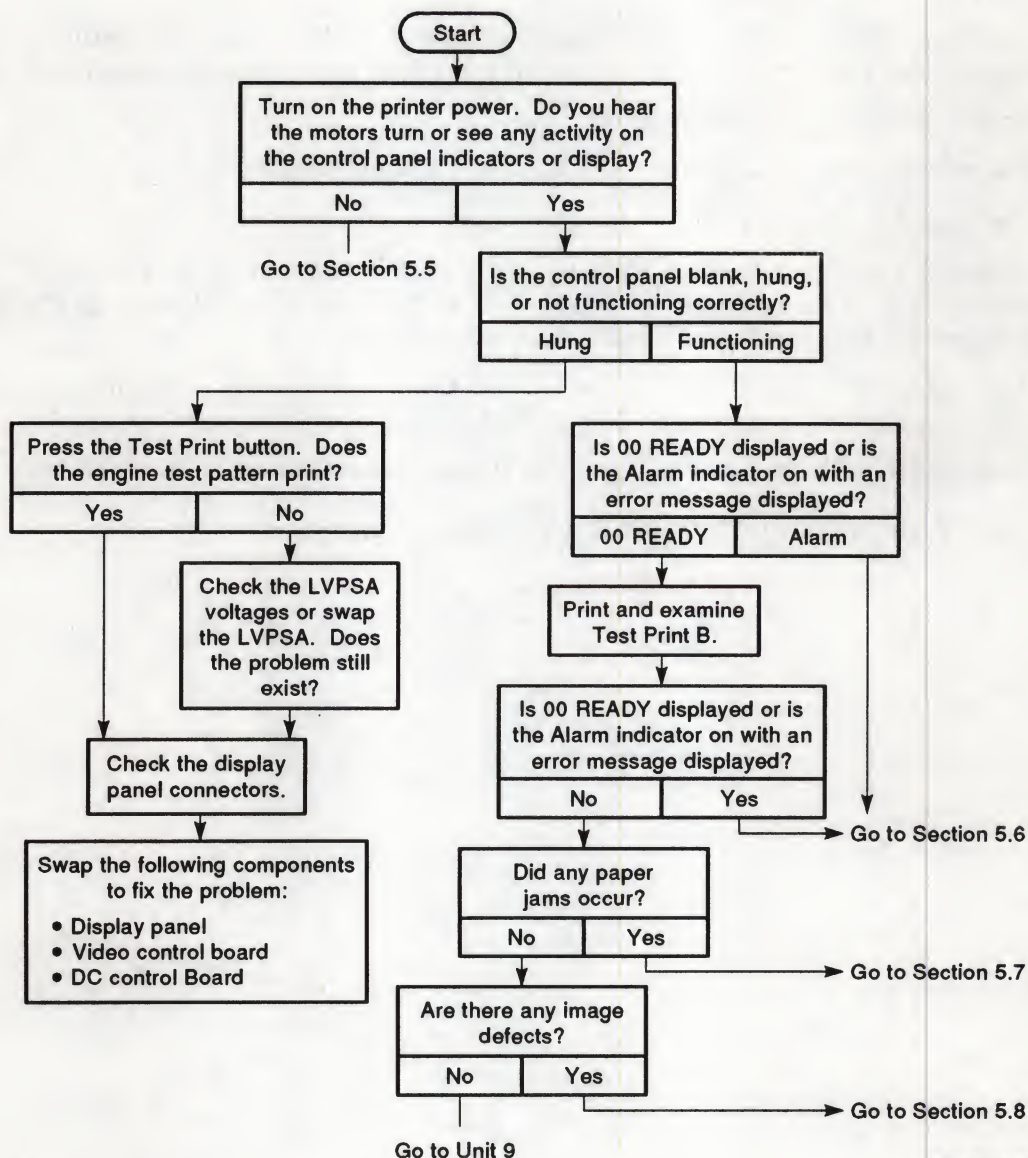 Start
Turn on the printer power. Do you hear
the motors turn or see any activity on
the control panel indicators or display?
No
Yes
Go to Section 5.5
Is the control panel blank, hung,
or not functioning correctly?
Hung
Functioning
Press the Test Print button. Does
the engine test pattern print?
Yes
No
Is 00 READY displayed or is
the Alarm indicator on with an
error message displayed?
00 READY
Alarm
Check the LVPSA
voltages or swap
the LVPSA. Does
the problem still
exist?
Print and examine
Test Print B.
Is 00 READY displayed or is
the Alarm indicator on with an
error message displayed?
No
Yes
Go to Section 5.6
Check the display
panel connectors.
Swap the following components
to fix the problem:
• Display panel
• Video control board
• DC control Board
Did any paper
jams occur?
No
Yes
Go to Section 5.7
Are there any image
defects?
No
Yes
Go to Section 5.8
Go to Unit 9